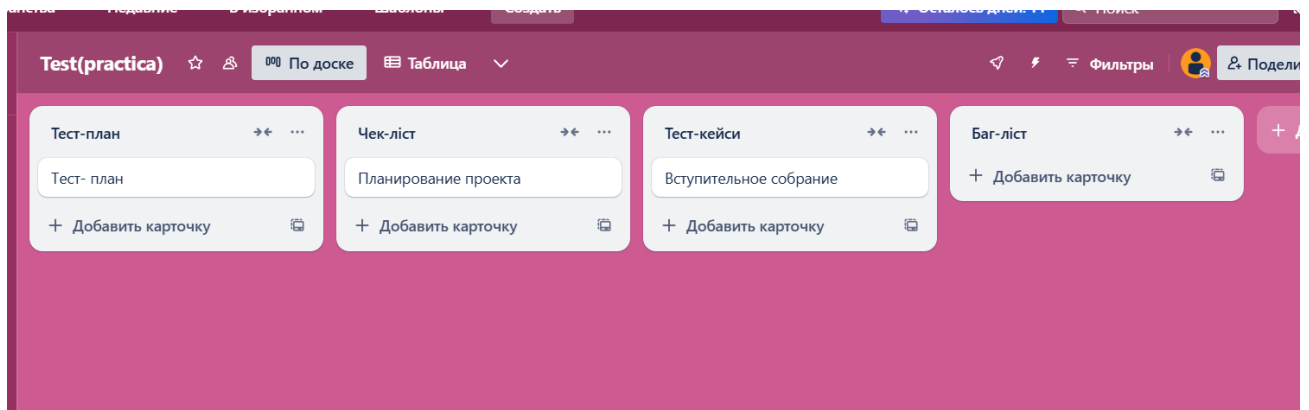 Создать
Test(practica) По доске Таблица Фильтры
Тест-план
Тест- план
Добавить карточку
Чек-ліст
Планирование проекта
Добавить карточку
Тест-кейси
Вступительное собрание
Добавить карточку
Баг-ліст
Добавить карточку